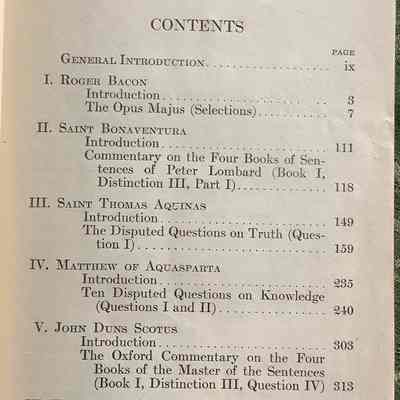 CONTENTS
PAGE
GENERAL INTRODUCTION ix
I. ROGER BACON
Introduction 3
The Opus Majus (Selections) 7
II. SAINT BONAVENTURA
Introduction 111
Commentary on the Four Books of Sen-
tences of Peter Lombard (Book I,
Distinction III, Part I) 118
III. SAINT THOMAS AQUINAS
Introduction 149
The Disputed Questions on Truth (Ques-
tion I) 159
IV. MATTHEW OF AQUASPARTA
Introduction 235
Ten Disputed Questions on Knowledge
(Questions I and II) 240
V. JOHN DUNS SCOTUS
Introduction 303
The Oxford Commentary on the Four
Books of the Master of the Sentences
(Book I, Distinction III, Question IV) 313